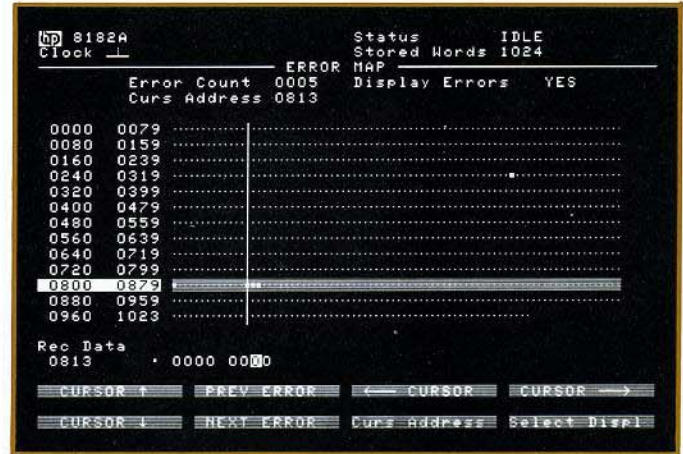 hp 8182A Status IDLE
Clock Stored Words 1024
ERROR MAP
Error Count 0005 Display Errors YES
Curs Address 0813
0000 0079
0080 0159
0160 0239
0240 0319
0320 0399
0400 0479
0480 0559
0560 0639
0640 0719
0720 0799
0800 0879
0880 0959
0960 1023
Rec Data
0813 · 0000 0000
CURSOR ↑ PREV ERROR ← CURSOR CURSOR →
CURSOR ↓ NEXT ERROR Curs Address Select Displ